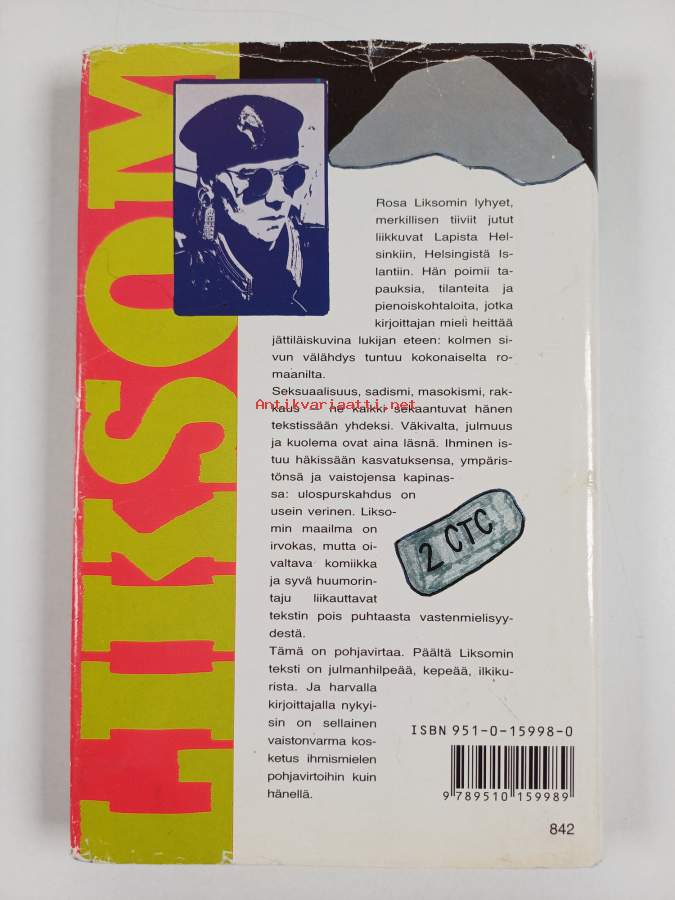 LIKSOM
Rosa Liksomin lyhyet,
merkillisen tiiviit jutut
liikkuvat Lapista Hel-
sinkiin, Helsingistä Is-
lantiin. Hän poimii ta-
pauksia, tilanteita ja
pienoiskohtaloita, jotka
kirjoittajan mieli heittää
jättiläiskuvina lukijan eteen: kolmen si-
vun välähdys tuntuu kokonaiselta ro-
maanilta.
Seksuaalisuus, sadismi, masokismi, rak-
Antikvariaatti.net
kaus – ne kaikki sekaantuvat hänen
tekstissään yhdeksi. Väkivalta, julmuus
ja kuolema ovat aina läsnä. Ihminen is-
tuu häkissään kasvatuksensa, ympäris-
tönsä ja vaistojensa kapinas-
sa: ulospurskahdus on
usein verinen. Likso-
min maailma on
irvokas, mutta oi-
valtava komiikka
ja syvä huumorin-
taju liikauttavat
tekstin pois puhtaasta vastenmielisyy-
destä.
2 CTC
Tämä on pohjavirtaa. Päältä Liksomin
teksti on julmanhilpeää, kepeää, ilkiku-
rista. Ja harvalla
kirjoittajalla nykyi-
sin on sellainen
vaistonvarma kos-
ketus ihmismielen
pohjavirtoihin kuin
hänellä.
ISBN 951-0-15998-0
9 789510 159989
842